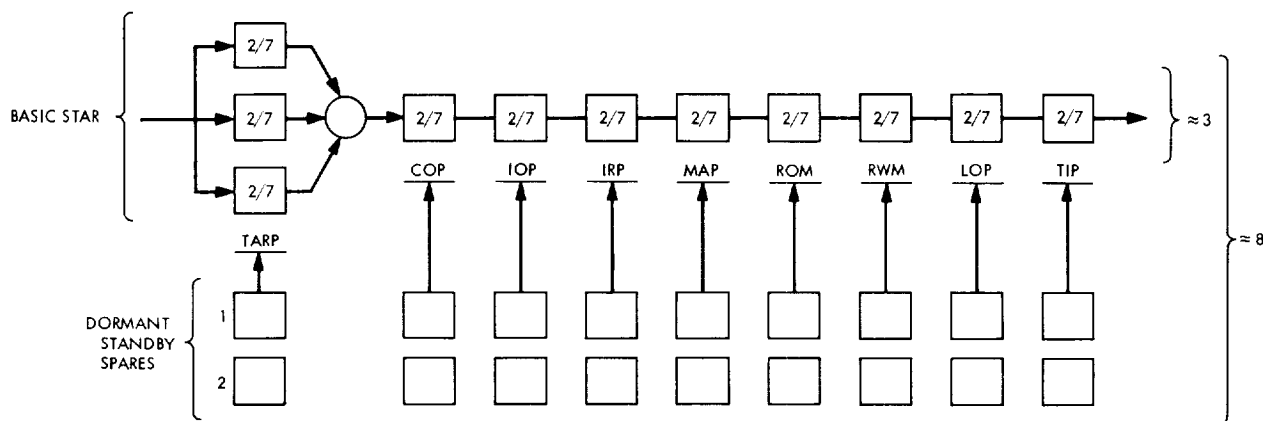 2/7
BASIC STAR
2/7
2/7 2/7 2/7 2/7 2/7 2/7 2/7 2/7
≈3
2/7
COP IOP IRP MAP ROM RWM LOP TIP
TARP
≈8
DORMANT
STANDBY
SPARES
1
2